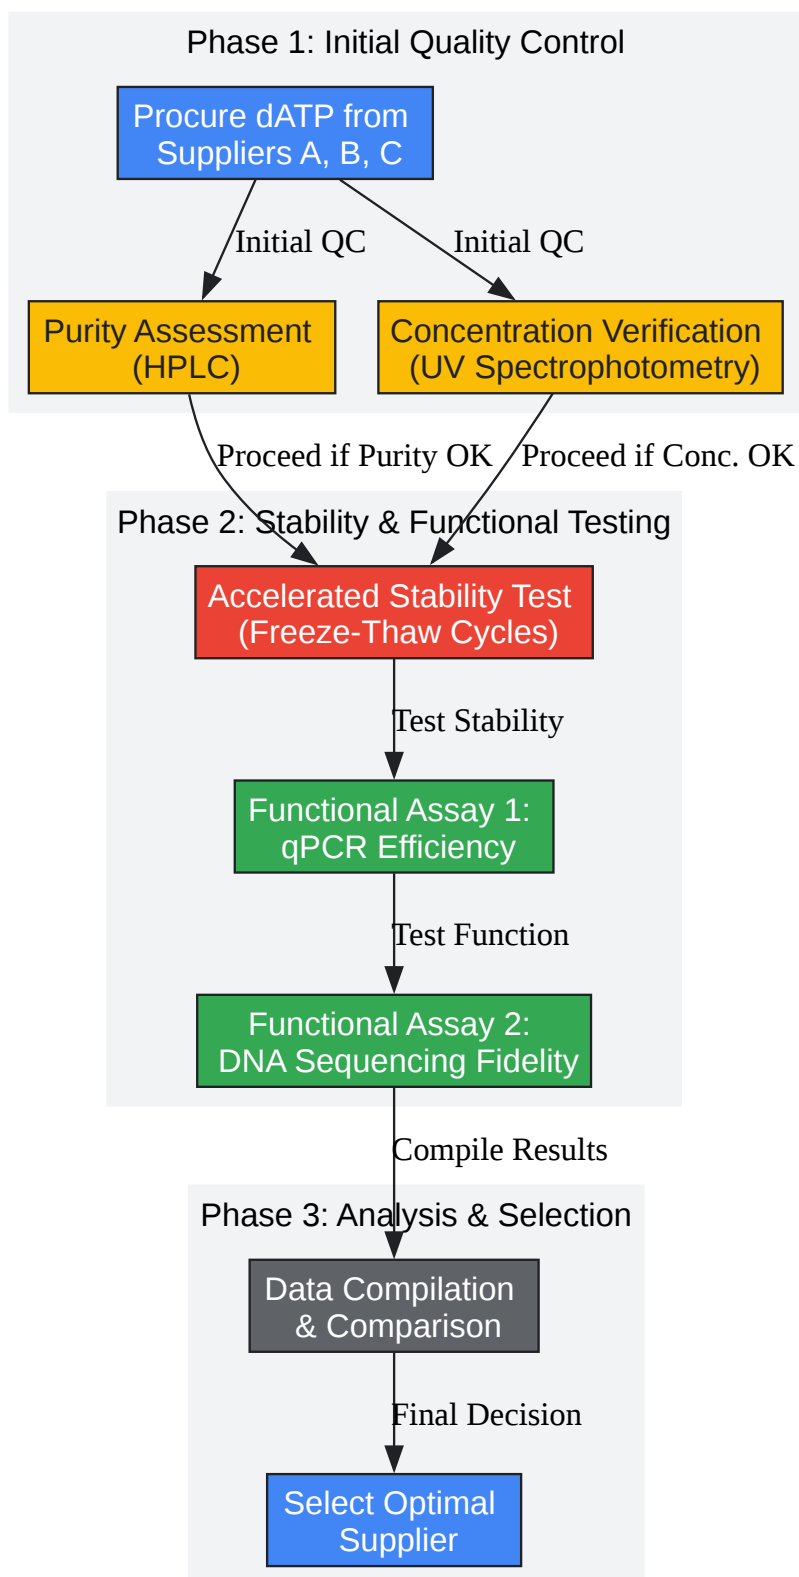 Phase 1: Initial Quality Control
Procure dATP from
Suppliers A, B, C
Initial QC
Initial QC
Purity Assessment
(HPLC)
Concentration Verification
(UV Spectrophotometry)
Proceed if Purity OK
Proceed if Conc. OK
Phase 2: Stability & Functional Testing
Accelerated Stability Test
(Freeze-Thaw Cycles)
Test Stability
Functional Assay 1:
qPCR Efficiency
Test Function
Functional Assay 2:
DNA Sequencing Fidelity
Compile Results
Phase 3: Analysis & Selection
Data Compilation
& Comparison
Final Decision
Select Optimal
Supplier